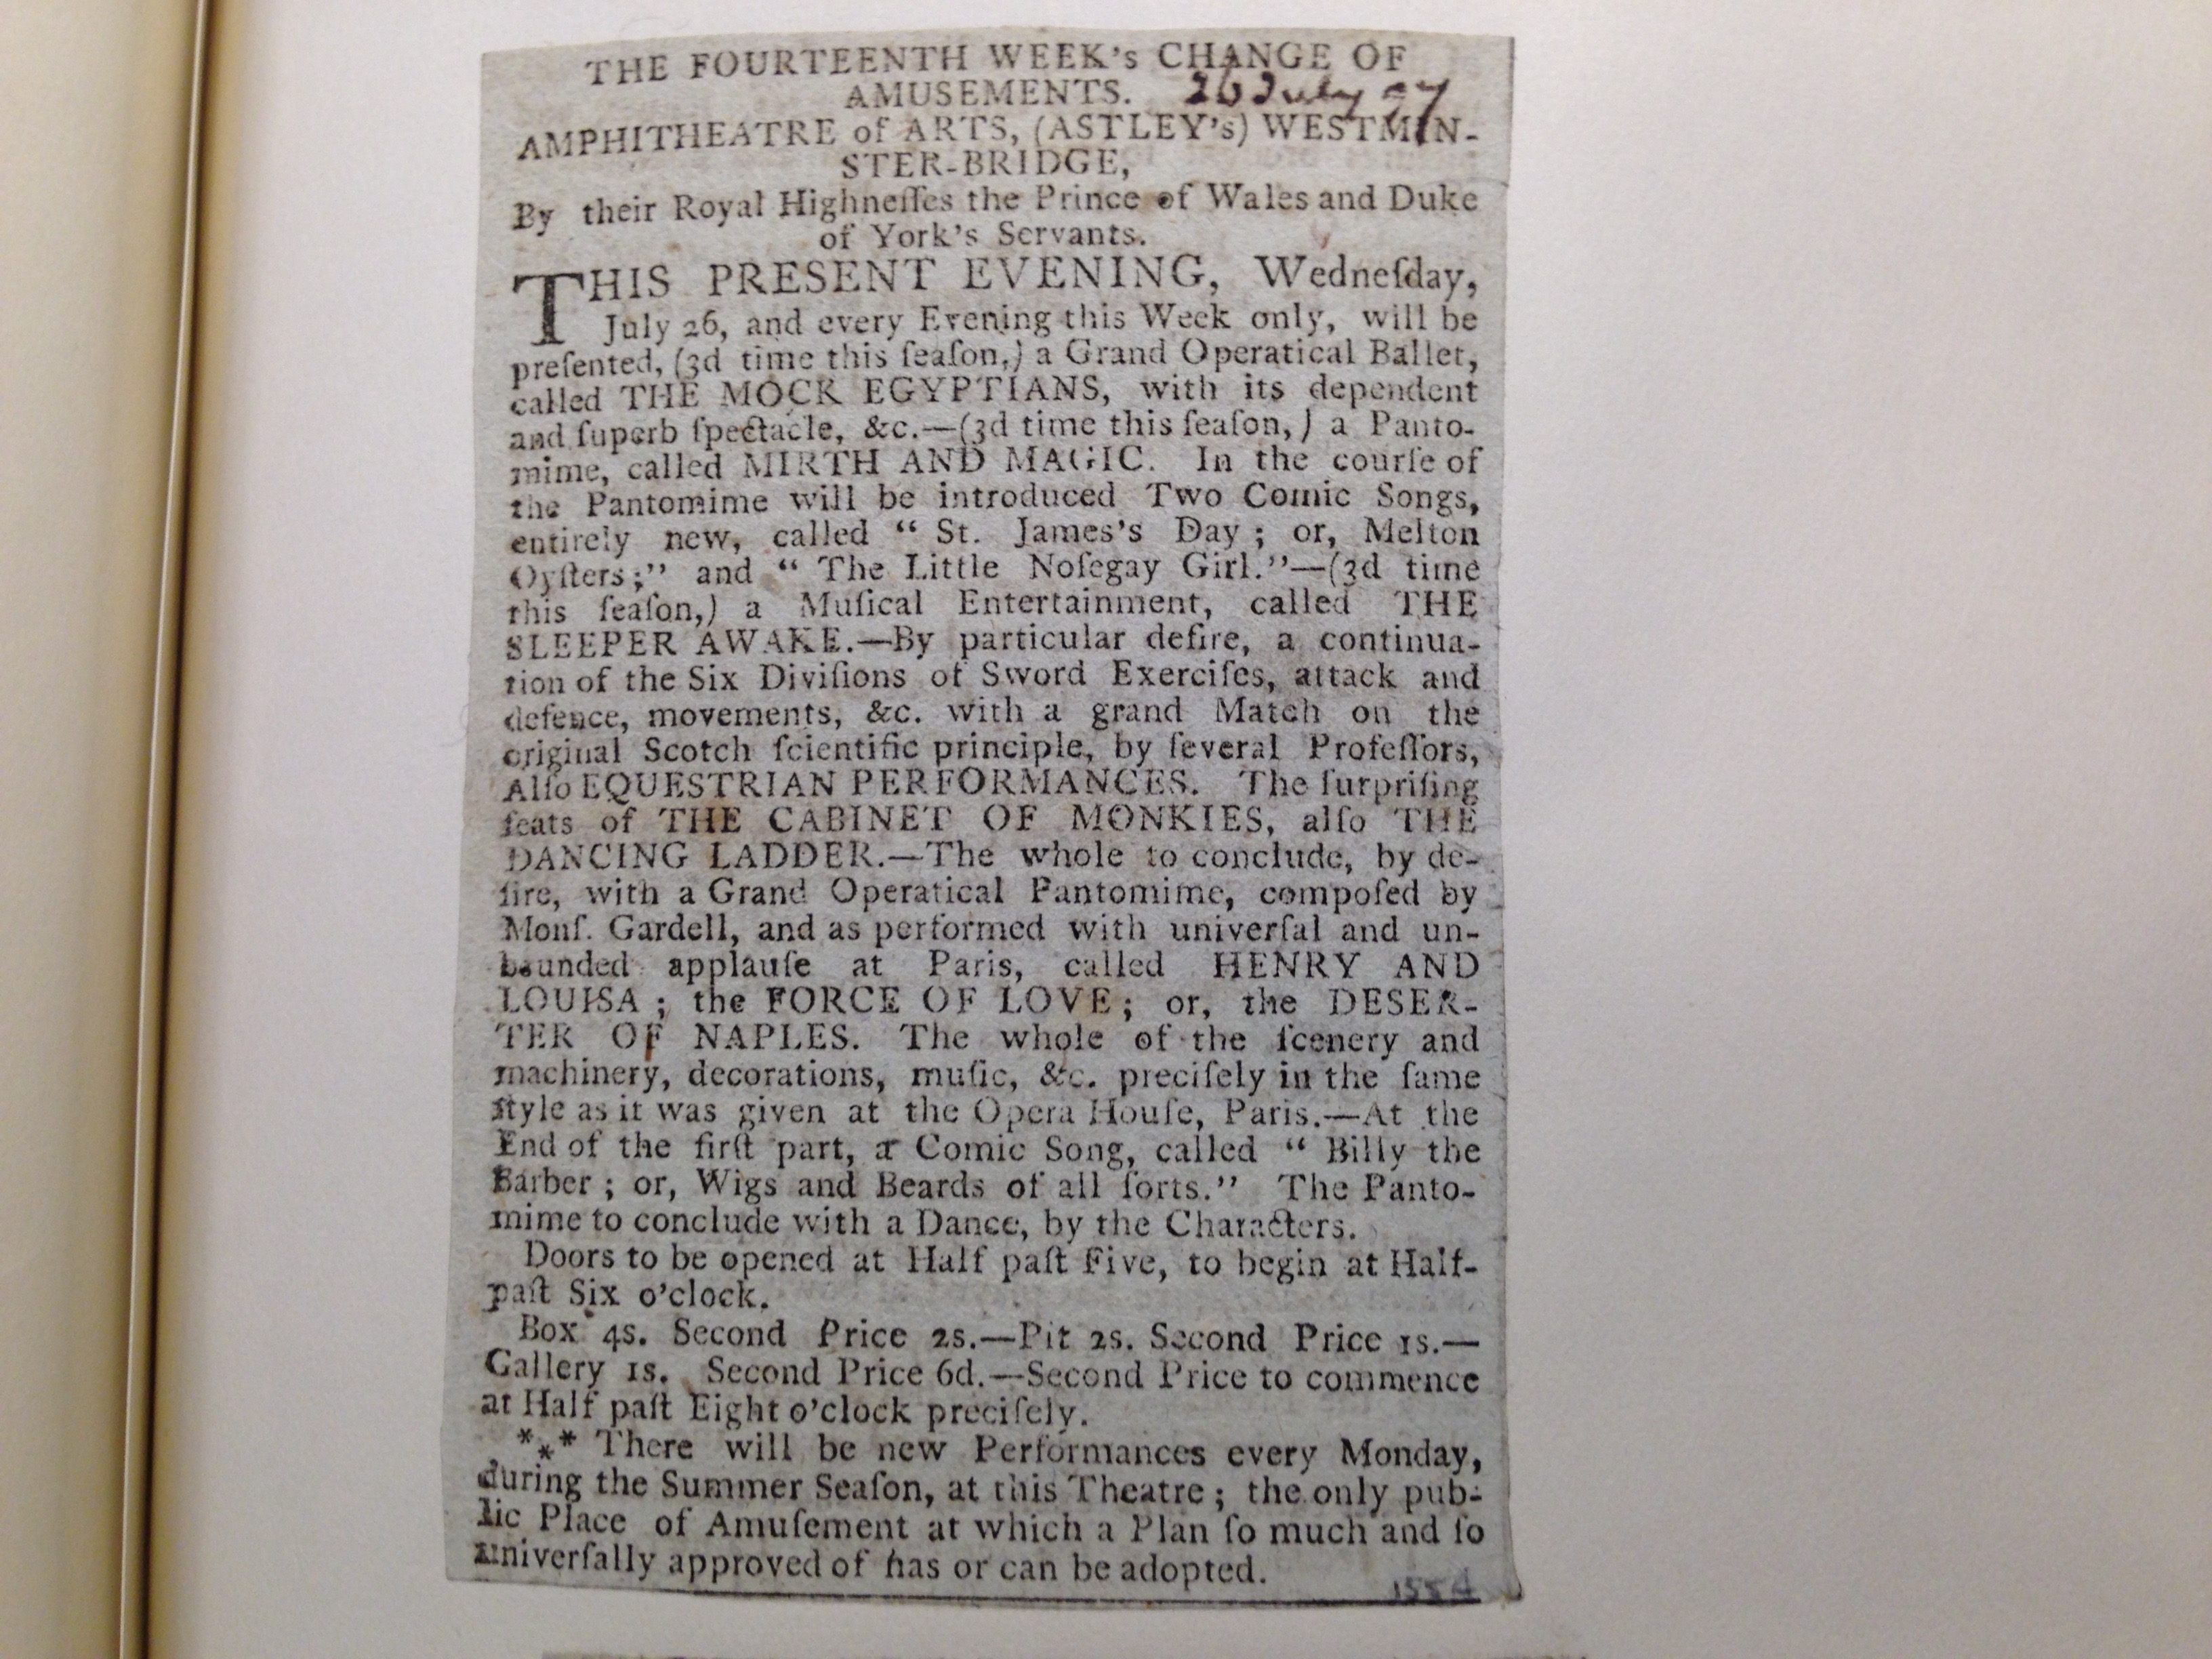 THE FOURTEENTH WEEK's CHANGE OF
AMUSEMENTS. 26 July 97
AMPHITHEATRE of ARTS, (ASTLEY's) WESTMIN-
STER-BRIDGE,
By their Royal Highneſſes the Prince of Wales and Duke
of York's Servants.
THIS PRESENT EVENING, Wedneſday,
July 26, and every Evening this Week only, will be
preſented, (3d time this ſeaſon,) a Grand Operatical Ballet,
called THE MOCK EGYPTIANS, with its dependent
and ſuperb ſpectacle, &c.—(3d time this ſeaſon,) a Panto-
mime, called MIRTH AND MAGIC. In the courſe of
the Pantomime will be introduced Two Comic Songs,
entirely new, called “ St. James's Day ; or, Melton
Oyſters ;” and “ The Little Noſegay Girl.”—(3d time
this ſeaſon,) a Muſical Entertainment, called THE
SLEEPER AWAKE.—By particular deſire, a continua-
tion of the Six Diviſions of Sword Exerciſes, attack and
defence, movements, &c. with a grand Match on the
original Scotch ſcientific principle, by ſeveral Profeſſors,
Alſo EQUESTRIAN PERFORMANCES. The ſurpriſing
feats of THE CABINET OF MONKIES, alſo THE
DANCING LADDER.—The whole to conclude, by de-
ſire, with a Grand Operatical Pantomime, compoſed by
Monſ. Gardell, and as performed with univerſal and un-
bounded applauſe at Paris, called HENRY AND
LOUISA ; the FORCE OF LOVE ; or, the DESER-
TER OF NAPLES. The whole of the ſcenery and
machinery, decorations, muſic, &c. preciſely in the ſame
ſtyle as it was given at the Opera Houſe, Paris.—At the
End of the firſt part, a Comic Song, called “ Billy the
Barber ; or, Wigs and Beards of all ſorts.” The Panto-
mime to conclude with a Dance, by the Characters.
Doors to be opened at Half paſt Five, to begin at Half-
paſt Six o'clock.
Box 4s. Second Price 2s.—Pit 2s. Second Price 1s.—
Gallery 1s. Second Price 6d.—Second Price to commence
at Half paſt Eight o'clock preciſely.
*⁎* There will be new Performances every Monday,
during the Summer Seaſon, at this Theatre ; the only pub-
lic Place of Amuſement at which a Plan ſo much and ſo
univerſally approved of has or can be adopted.